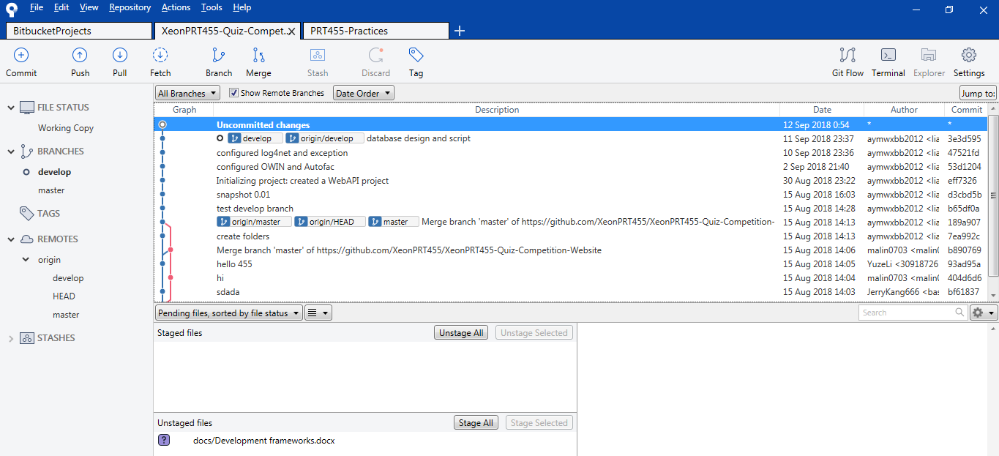 File Edit View Repository Actions Tools Help
BitbucketProjects XeonPRT455-Quiz-Compet.. PRT455-Practices
Commit Push Pull Fetch Branch Merge Stash Discard Tag Git Flow Terminal Explorer Settings
FILE STATUS
Working Copy
BRANCHES
develop
master
TAGS
REMOTES
origin
develop
HEAD
master
STASHES
All Branches Show Remote Branches Date Order Jump to:
Graph Description Date Author Commit
Uncommitted changes 12 Sep 2018 0:54 * *
develop origin/develop database design and script 11 Sep 2018 23:37 aymwxbb2012 <lia 3e3d595
configured log4net and exception 10 Sep 2018 23:36 aymwxbb2012 <lia 47521fd
configured OWIN and Autofac 2 Sep 2018 21:40 aymwxbb2012 <lia 53d1204
Initializing project: created a WebAPI project 30 Aug 2018 23:22 aymwxbb2012 <lia eff7326
snapshot 0.01 15 Aug 2018 16:03 aymwxbb2012 <lia d3cbd5b
test develop branch 15 Aug 2018 14:28 aymwxbb2012 <lia b65df0a
origin/master origin/HEAD master Merge branch 'master' of https://github.com/XeonPRT455/XeonPRT455-Quiz-Competition- 15 Aug 2018 14:13 aymwxbb2012 <lia 189a907
create folders 15 Aug 2018 14:13 aymwxbb2012 <lia 7ea992c
Merge branch 'master' of https://github.com/XeonPRT455/XeonPRT455-Quiz-Competition-Website 15 Aug 2018 14:06 malin0703 <malin( b890769
hello 455 15 Aug 2018 14:05 YuzeLi <30918726 93ad95a
hi 15 Aug 2018 14:04 malin0703 <malin( 404d6d6
sdada 15 Aug 2018 14:03 JerryKang666 <bas bf61837
Pending files, sorted by file status Search
Staged files Unstage All Unstage Selected
Unstaged files Stage All Stage Selected
? docs/Development frameworks.docx